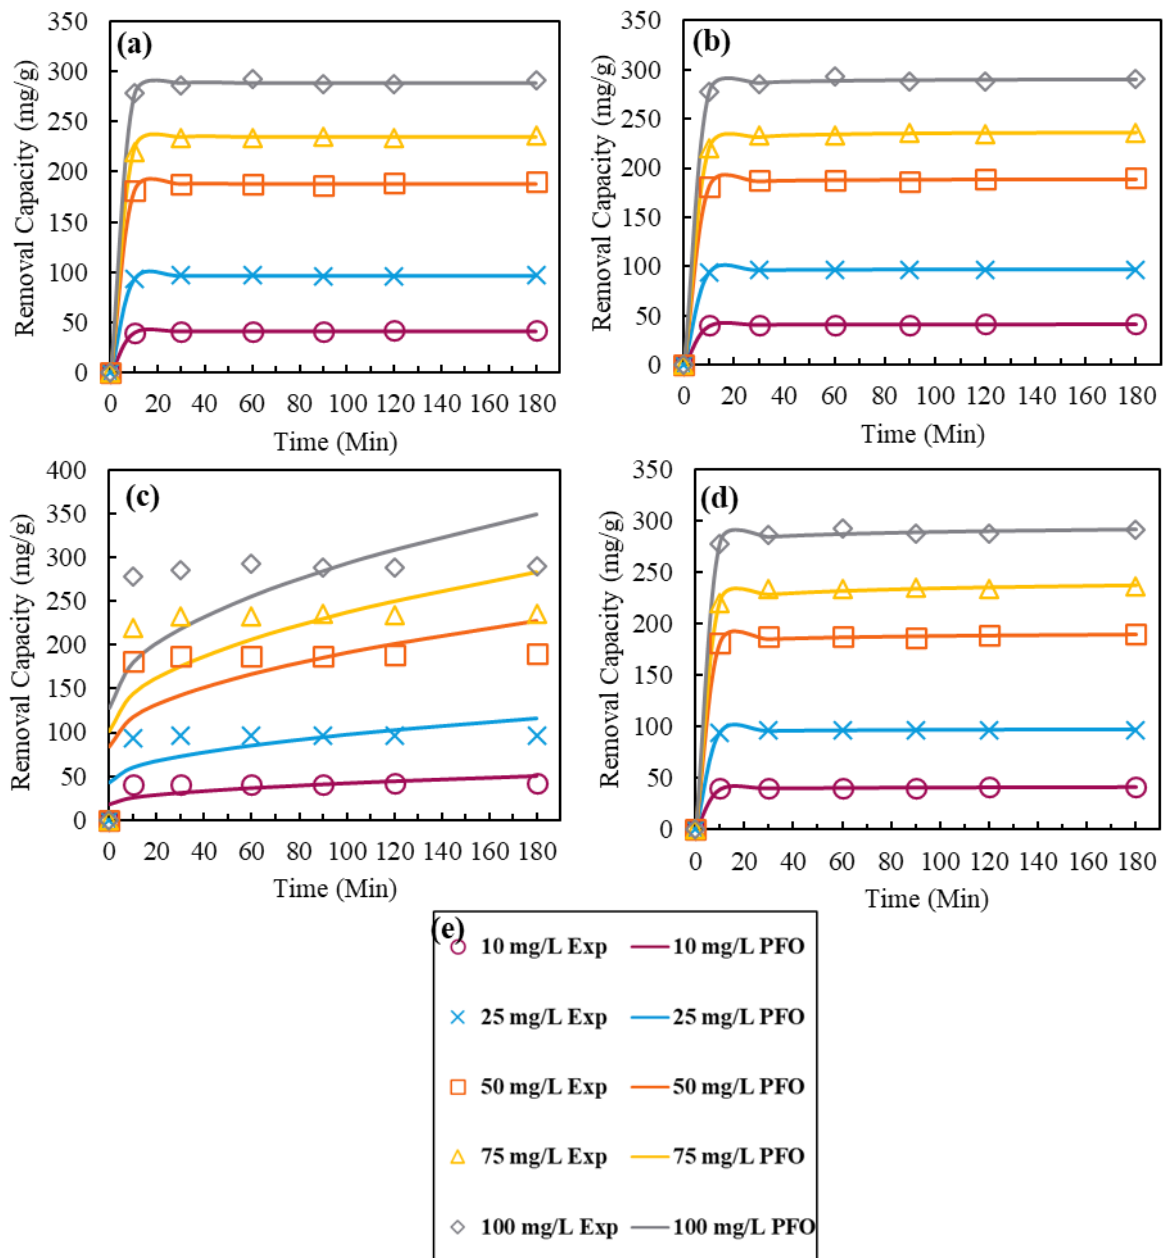 (a)
350
300
250
200
150
100
50
0
Removal Capacity (mg/g)
0 20 40 60 80 100 120 140 160 180
Time (Min)
(b)
350
300
250
200
150
100
50
0
Removal Capacity (mg/g)
0 20 40 60 80 100 120 140 160 180
Time (Min)
(c)
400
350
300
250
200
150
100
50
0
Removal Capacity (mg/g)
0 20 40 60 80 100 120 140 160 180
Time (Min)
(d)
350
300
250
200
150
100
50
0
Removal Capacity (mg/g)
0 20 40 60 80 100 120 140 160 180
Time (Min)
(e)
10 mg/L Exp 10 mg/L PFO
25 mg/L Exp 25 mg/L PFO
50 mg/L Exp 50 mg/L PFO
75 mg/L Exp 75 mg/L PFO
100 mg/L Exp 100 mg/L PFO